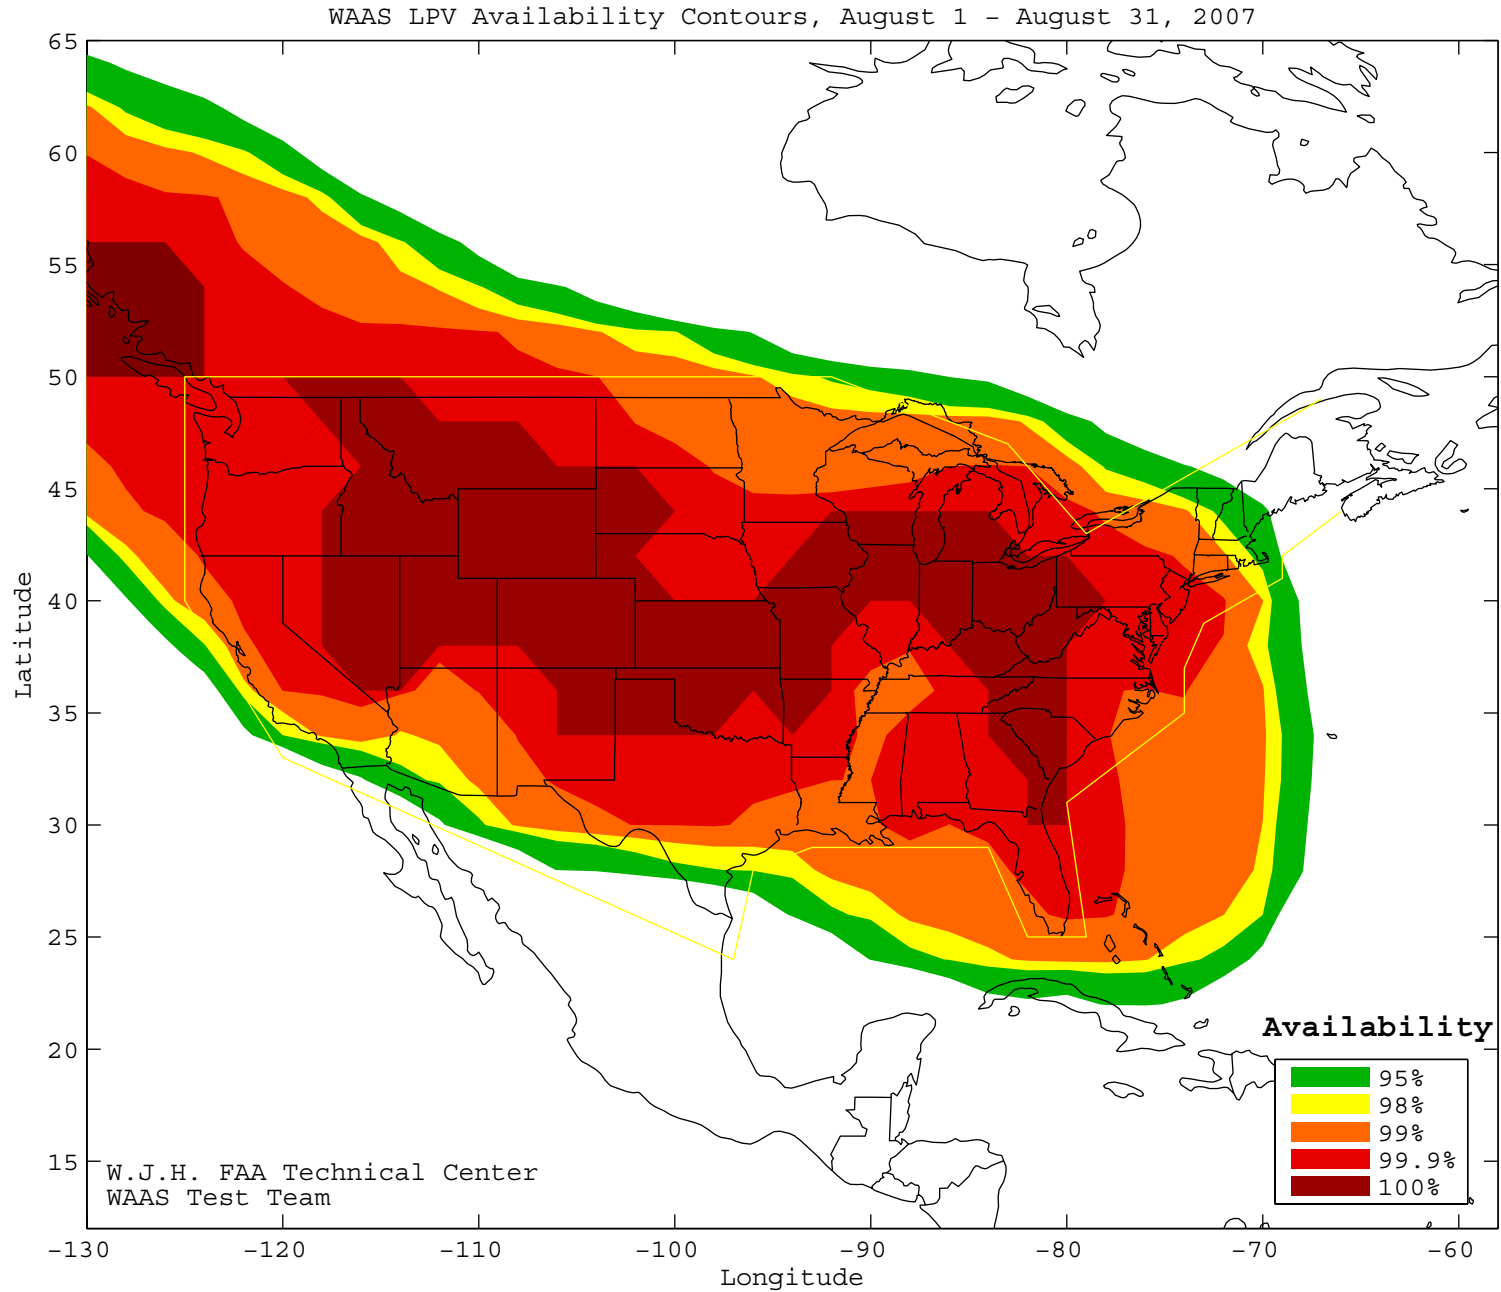 WAAS LPV Availability Contours, August 1 - August 31, 2007
65
60
55
50
45
40
35
30
25
20
15
Latitude
-130 -120 -110 -100 -90 -80 -70 -60
Longitude
W.J.H. FAA Technical Center
WAAS Test Team
Availability
95%
98%
99%
99.9%
100%